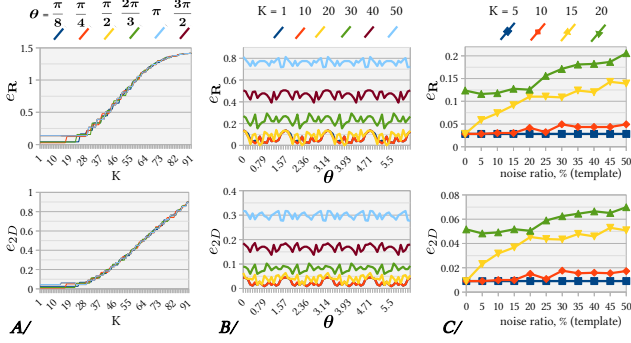 θ = π/8 π/4 π/2 2π/3 π 3π/2
K = 1 10 20 30 40 50
K = 5 10 15 20
e_R
1.5
1
0.5
0
1 10 19 28 37 46 55 64 73 82 91
K
e_R
0.8
0.6
0.4
0.2
0
0 0.79 1.57 2.36 3.14 3.93 4.71 5.5
θ
e_R
0.2
0.15
0.1
0.05
0
0 5 10 15 20 25 30 35 40 45 50
noise ratio, % (template)
e_2D
1
0.8
0.6
0.4
0.2
0
1 10 19 28 37 46 55 64 73 82 91
K
A/
e_2D
0.4
0.3
0.2
0.1
0
0 0.79 1.57 2.36 3.14 3.93 4.71 5.5
θ
B/
e_2D
0.08
0.06
0.04
0.02
0
0 5 10 15 20 25 30 35 40 45 50
noise ratio, % (template)
C/